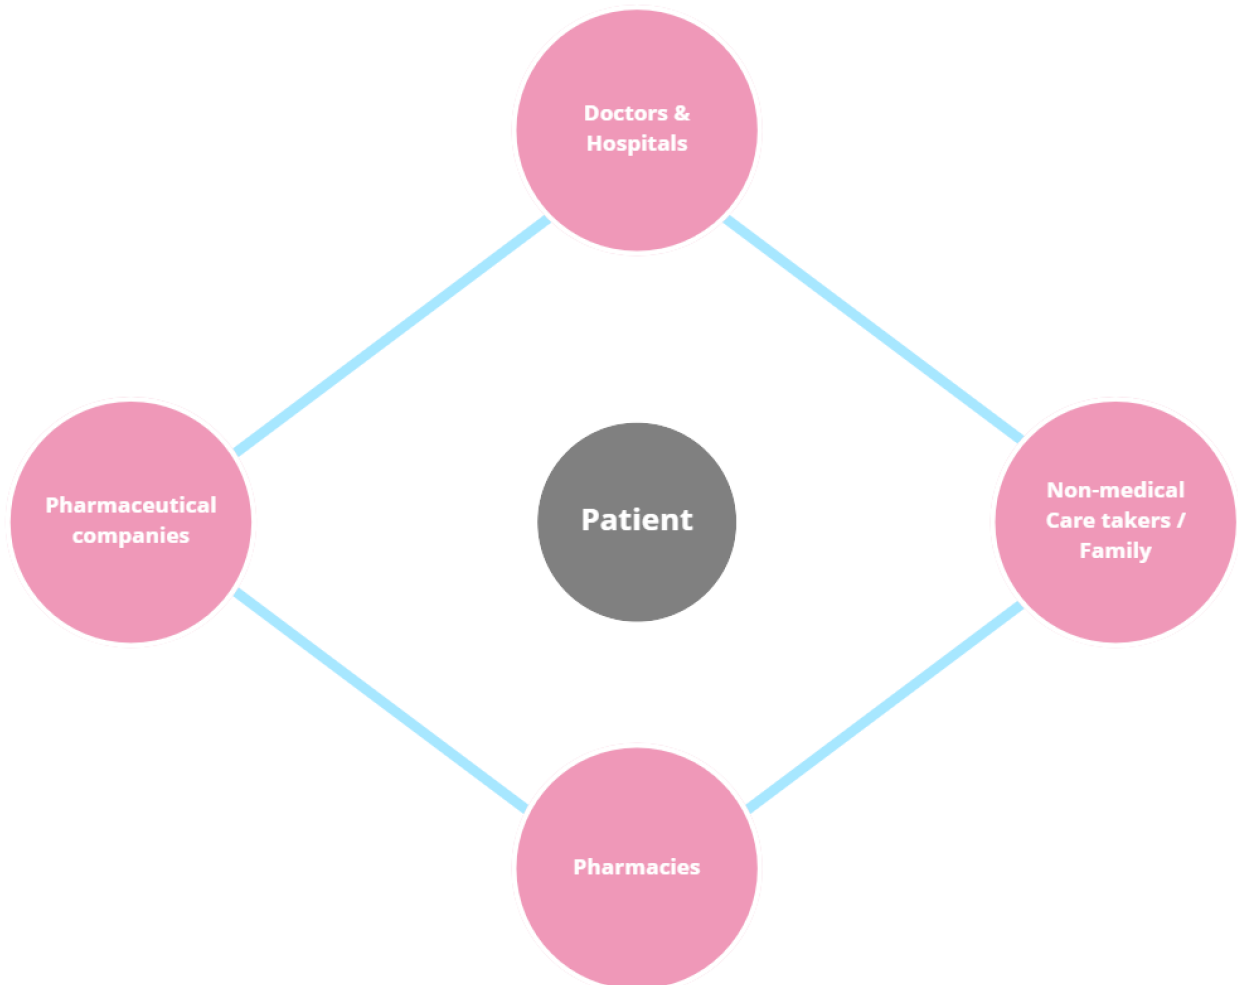 Doctors &
Hospitals
Pharmaceutical
companies
Patient
Non-medical
Care takers /
Family
Pharmacies